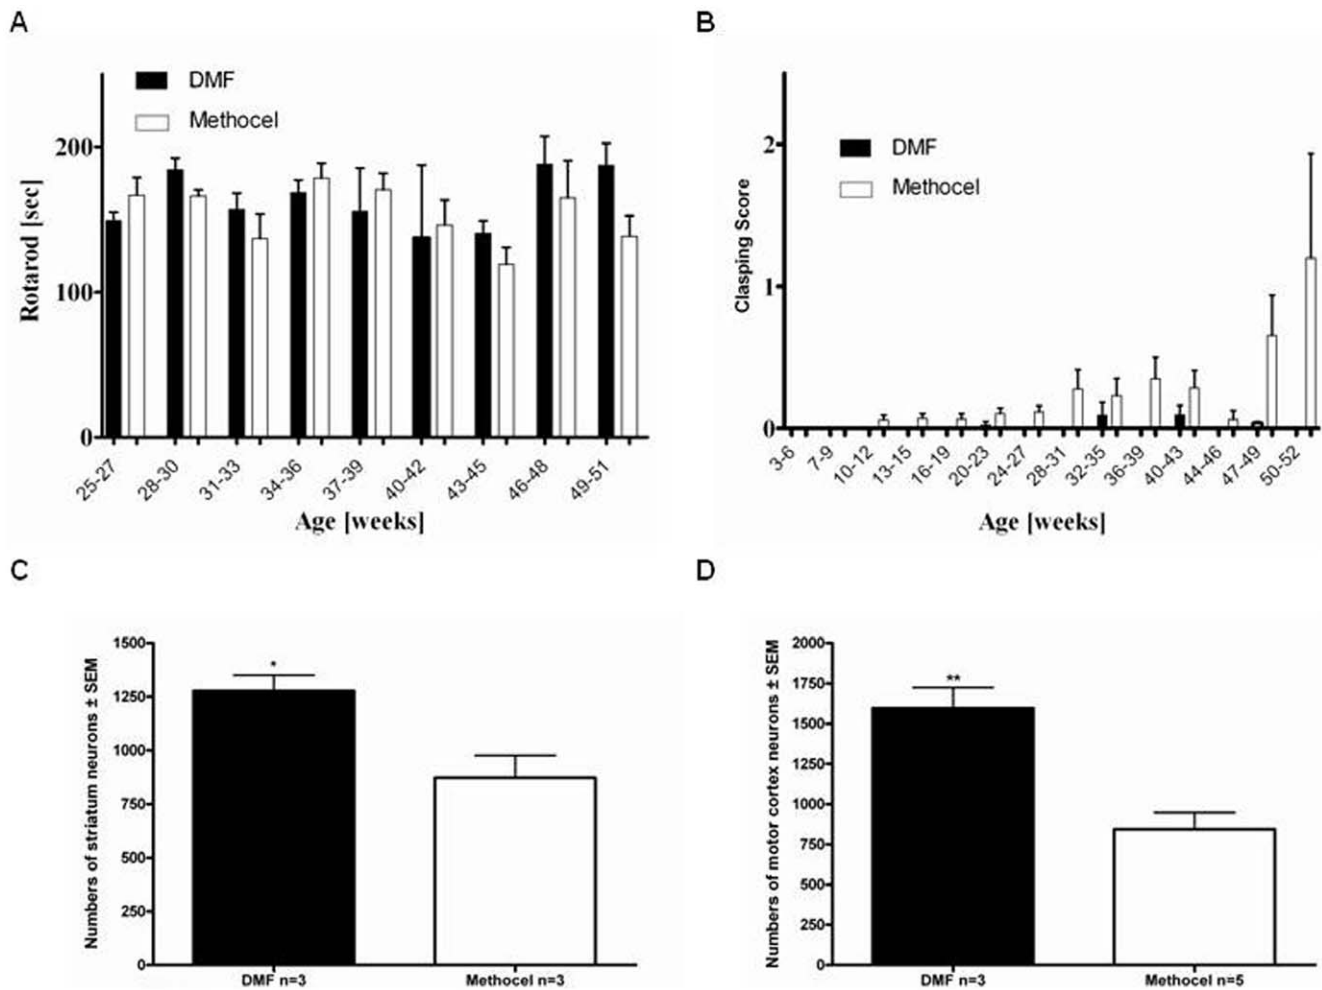 A
DMF
Methocel
Rotarod [sec]
200
100
0
25-27
28-30
31-33
34-36
37-39
40-42
43-45
46-48
49-51
Age [weeks]
B
DMF
Methocel
Clasping Score
2
1
0
3-6
7-9
10-12
13-15
16-19
20-23
24-27
28-31
32-35
36-39
40-43
44-46
47-49
50-52
Age [weeks]
C
Numbers of striatum neurons ± SEM
1500
1250
1000
750
500
250
0
*
DMF n=3
Methocel n=3
D
Numbers of motor cortex neurons ± SEM
2000
1750
1500
1250
1000
750
500
250
0
**
DMF n=3
Methocel n=5